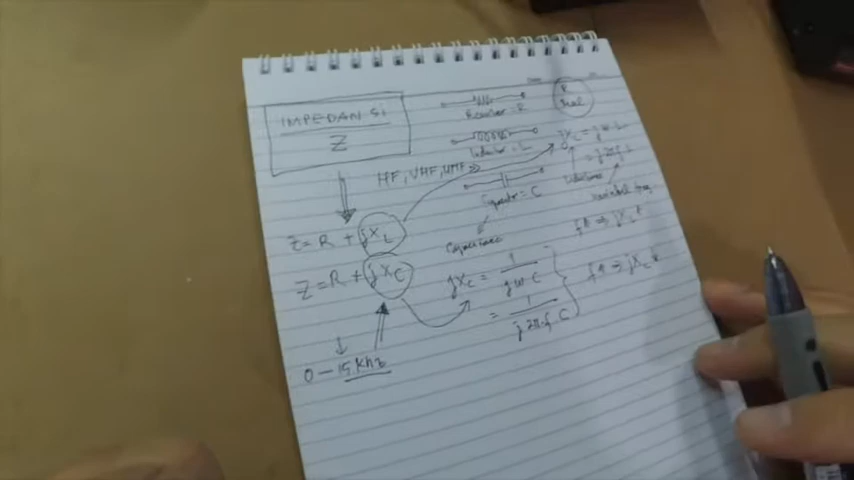 IMPEDANSI
Z
Resistor = R
R
real
HF, VHF, UHF
Z = R + jXL
Z = R + jXC
0 - 15 KHz
Capacitor = C
Capacitance
jXC = 1 / jωC
= 1 / j2πfC
jXL = jωL
= j2πfL